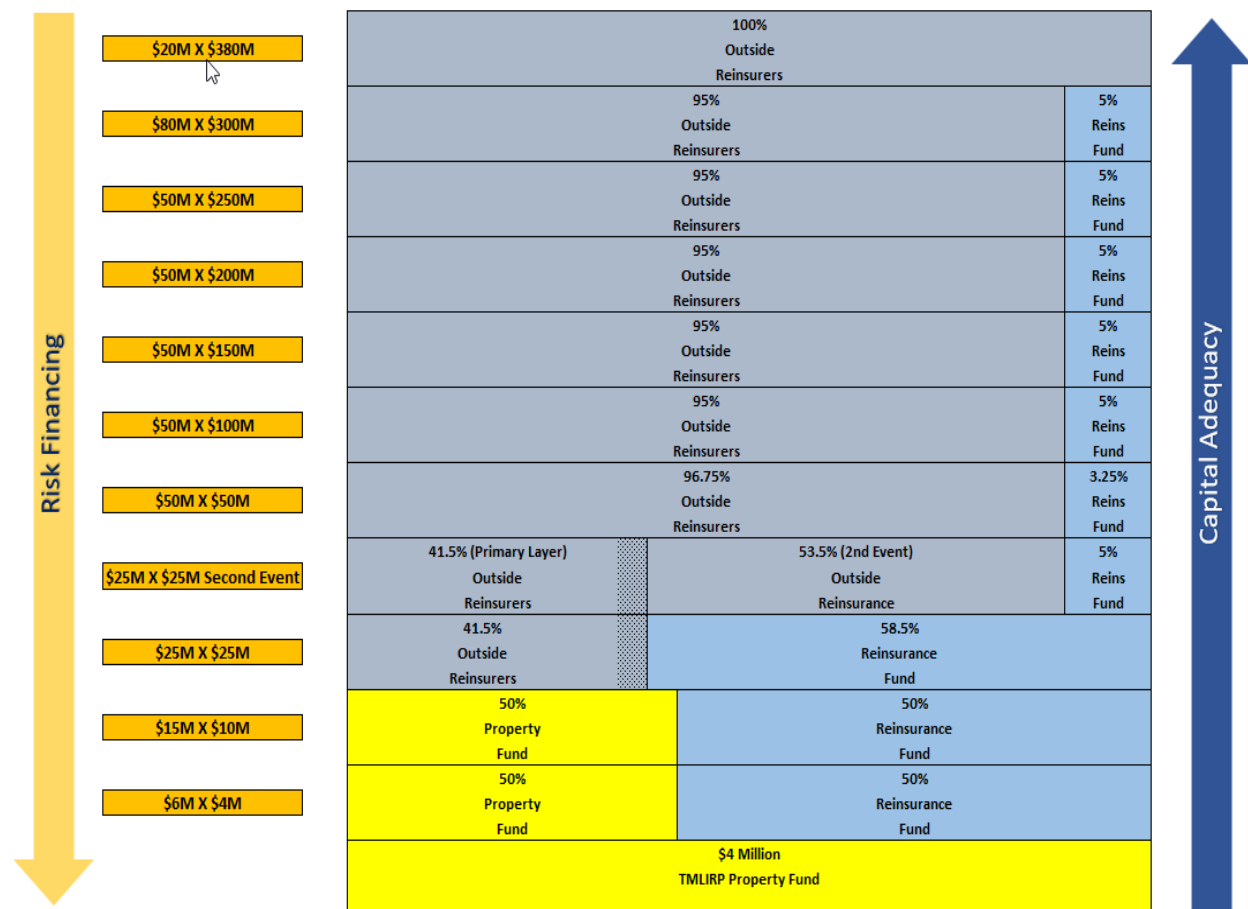 Risk Financing
$20M X $380M
100%
Outside
Reinsurers
$80M X $300M
95%
Outside
Reinsurers
5%
Reins
Fund
$50M X $250M
95%
Outside
Reinsurers
5%
Reins
Fund
$50M X $200M
95%
Outside
Reinsurers
5%
Reins
Fund
$50M X $150M
95%
Outside
Reinsurers
5%
Reins
Fund
$50M X $100M
95%
Outside
Reinsurers
5%
Reins
Fund
$50M X $50M
96.75%
Outside
Reinsurers
3.25%
Reins
Fund
$25M X $25M Second Event
41.5% (Primary Layer)
Outside
Reinsurers
53.5% (2nd Event)
Outside
Reinsurance
5%
Reins
Fund
$25M X $25M
41.5%
Outside
Reinsurers
58.5%
Reinsurance
Fund
$15M X $10M
50%
Property
Fund
50%
Reinsurance
Fund
$6M X $4M
50%
Property
Fund
50%
Reinsurance
Fund
$4 Million
TMLIRP Property Fund
Capital Adequacy